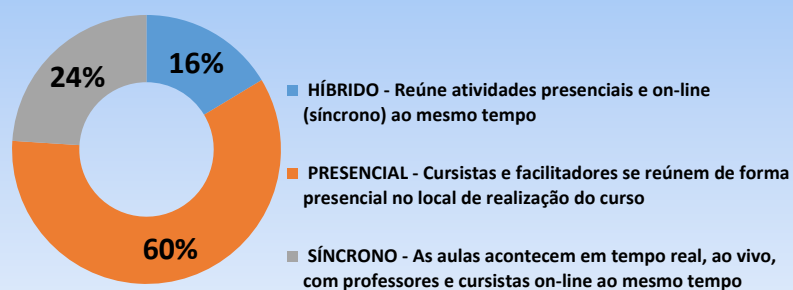 16%
24%
60%
HÍBRIDO - Reúne atividades presenciais e on-line
(síncrono) ao mesmo tempo
PRESENCIAL - Cursistas e facilitadores se reúnem de forma
presencial no local de realização do curso
SÍNCRONO - As aulas acontecem em tempo real, ao vivo,
com professores e cursistas on-line ao mesmo tempo